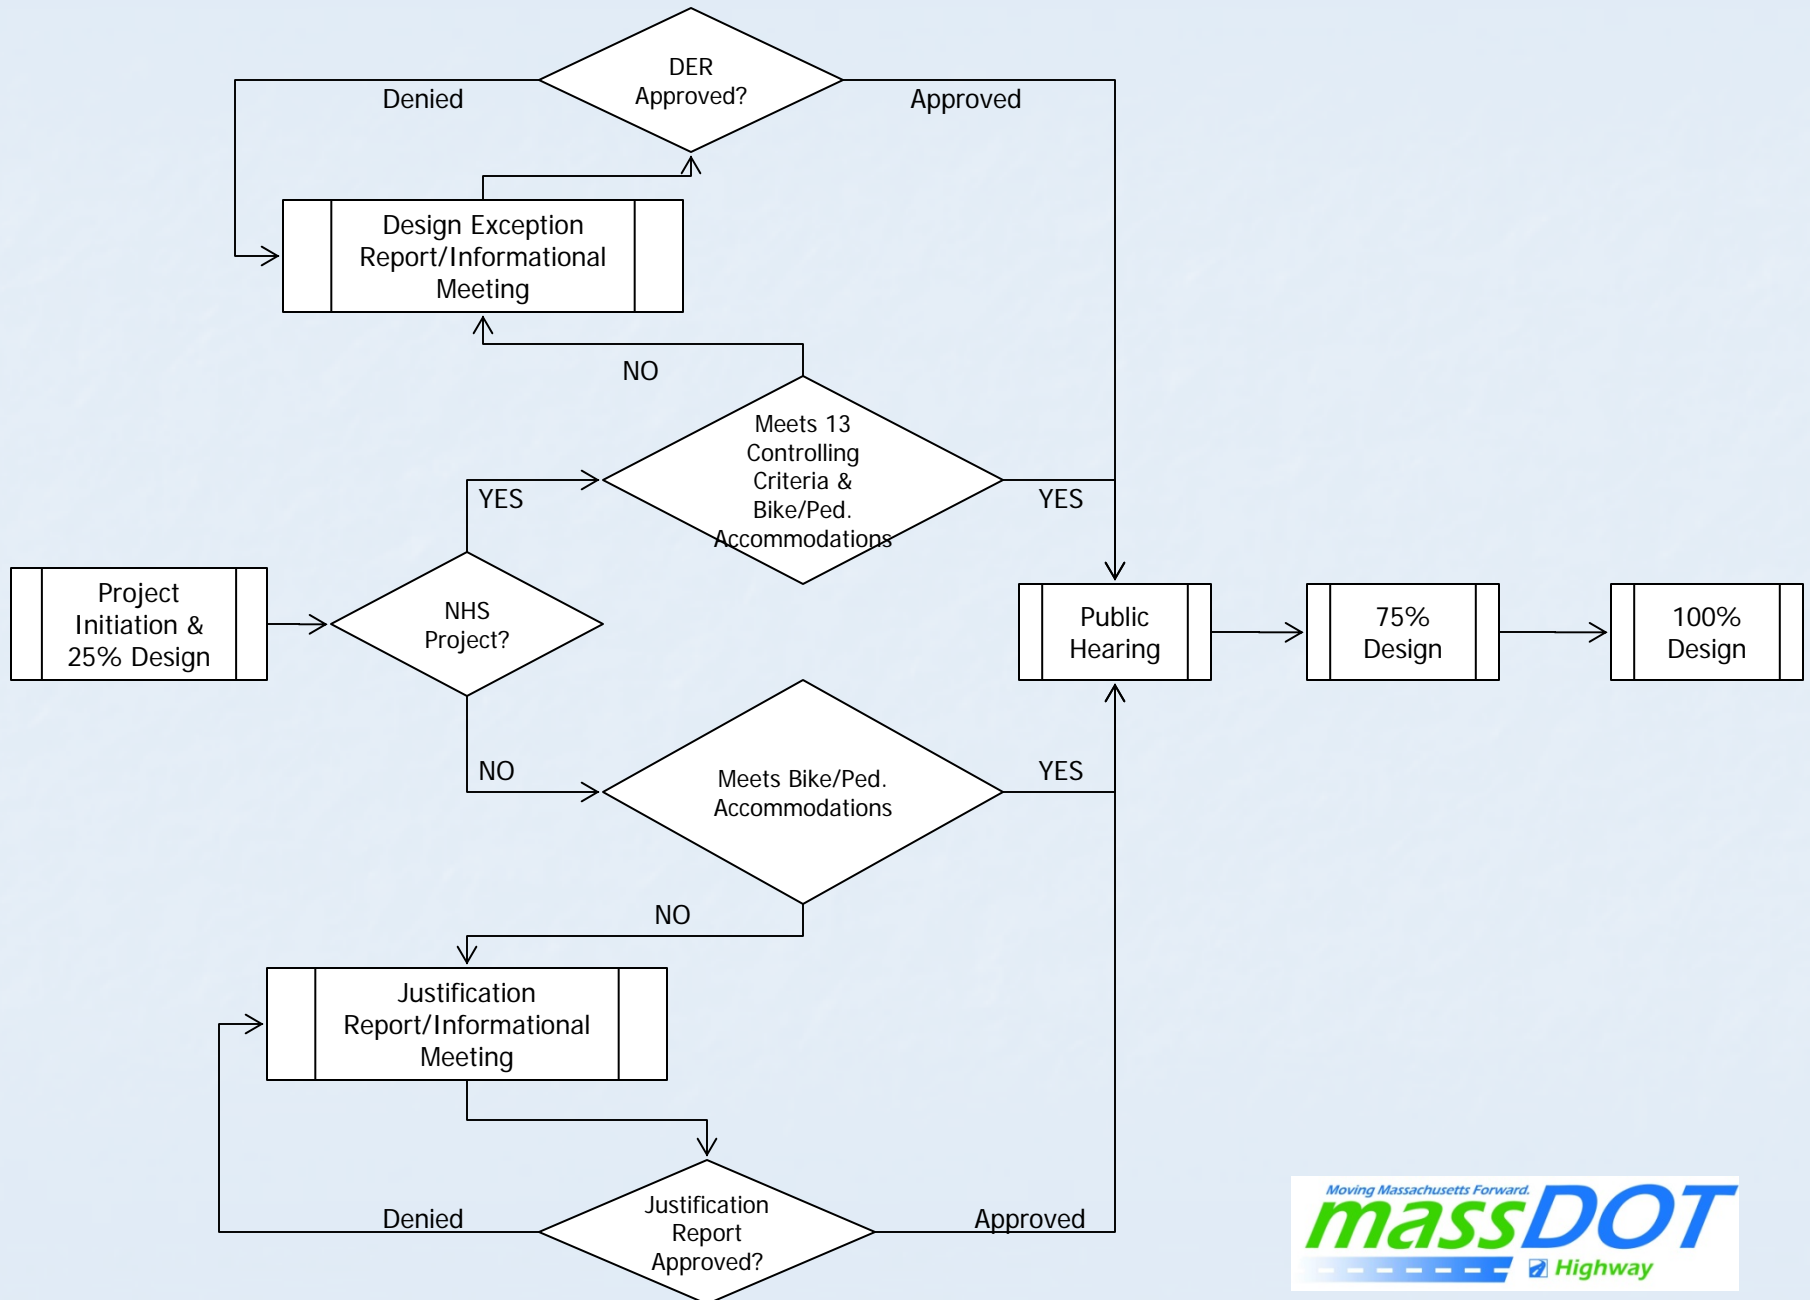 DER
Approved?
Denied
Approved
Design Exception
Report/Informational
Meeting
NO
Meets 13
Controlling
Criteria &
Bike/Ped.
Accommodations
YES
YES
Project
Initiation &
25% Design
NHS
Project?
Public
Hearing
75%
Design
100%
Design
NO
Meets Bike/Ped.
Accommodations
YES
NO
Justification
Report/Informational
Meeting
Denied
Justification
Report
Approved?
Approved
Moving Massachusetts Forward.
massDOT
Highway